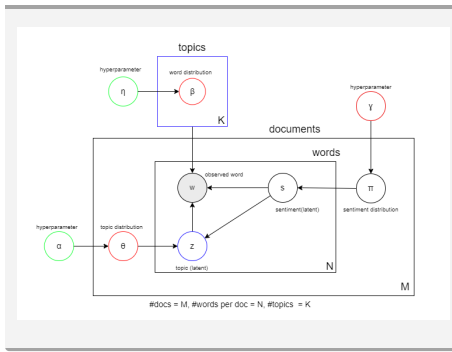 topics
hyperparameter
word distribution
η
β
K
hyperparameter
γ
documents
words
observed word
w
s
π
sentiment(latent)
sentiment distribution
hyperparameter
topic distribution
α
θ
z
topic (latent)
N
M
#docs = M, #words per doc = N, #topics = K